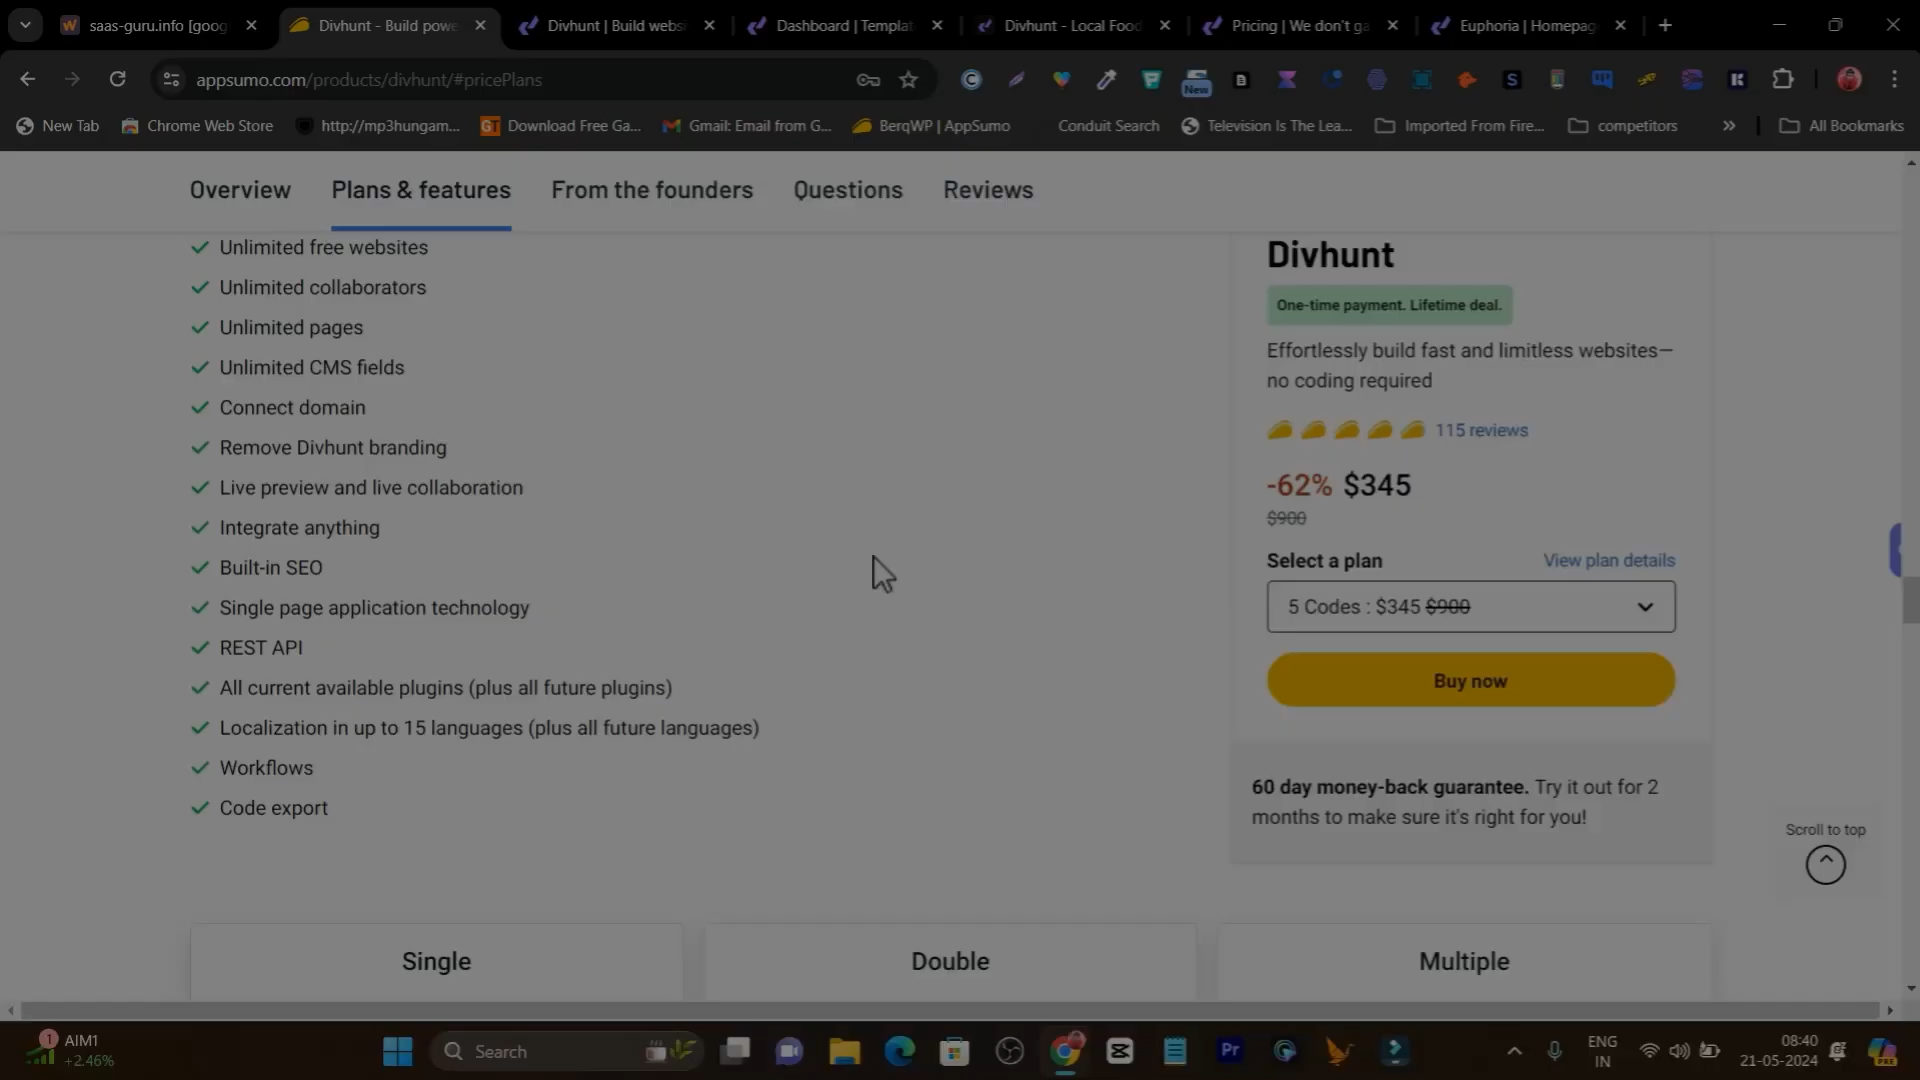 saas-guru.info [goog
Divhunt - Build powe
Divhunt | Build webs
Dashboard | Templat
Divhunt - Local Food
Pricing | We don't ga
Euphoria | Homepag
appsumo.com/products/divhunt/#pricePlans
New
New Tab
Chrome Web Store
http://mp3hungam...
Download Free Ga...
Gmail: Email from G...
BerqWP | AppSumo
Conduit Search
Television Is The Lea...
Imported From Fire...
competitors
All Bookmarks
Overview
Plans & features
From the founders
Questions
Reviews
Unlimited free websites
Unlimited collaborators
Unlimited pages
Unlimited CMS fields
Connect domain
Remove Divhunt branding
Live preview and live collaboration
Integrate anything
Built-in SEO
Single page application technology
REST API
All current available plugins (plus all future plugins)
Localization in up to 15 languages (plus all future languages)
Workflows
Code export
Divhunt
One-time payment. Lifetime deal.
Effortlessly build fast and limitless websites—
no coding required
115 reviews
-62% $345
$900
Select a plan
View plan details
5 Codes : $345 $900
Buy now
60 day money-back guarantee. Try it out for 2
months to make sure it's right for you!
Scroll to top
Single
Double
Multiple
1
AIM1
+2.46%
Search
Pr
ENG
IN
08:40
21-05-2024
PRE